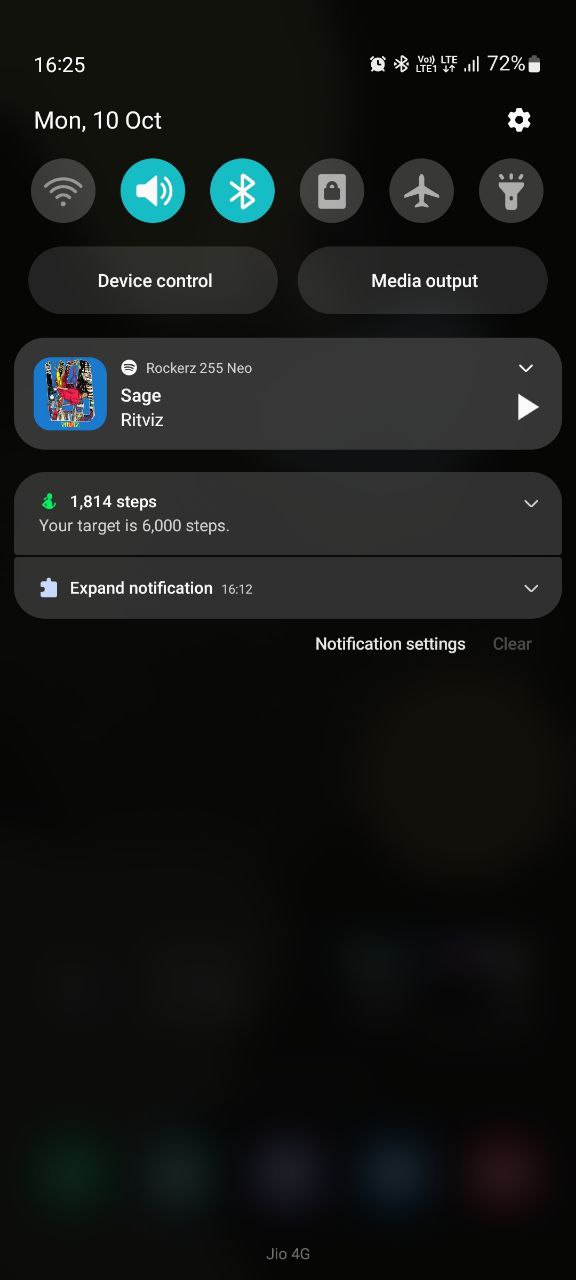 16:25
Vo)) LTE
LTE1
72%
Mon, 10 Oct
Device control
Media output
Rockerz 255 Neo
Sage
Ritviz
1,814 steps
Your target is 6,000 steps.
Expand notification 16:12
Notification settings
Clear
Jio 4G